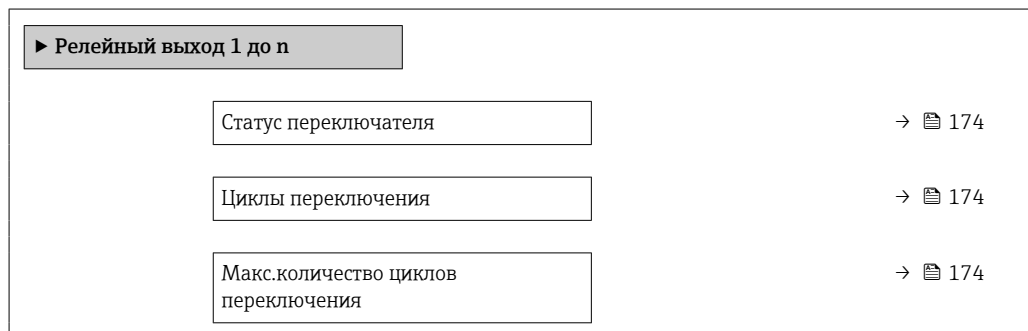 ▶ Релейный выход 1 до n
Статус переключателя → 174
Циклы переключения → 174
Макс.количество циклов → 174
переключения